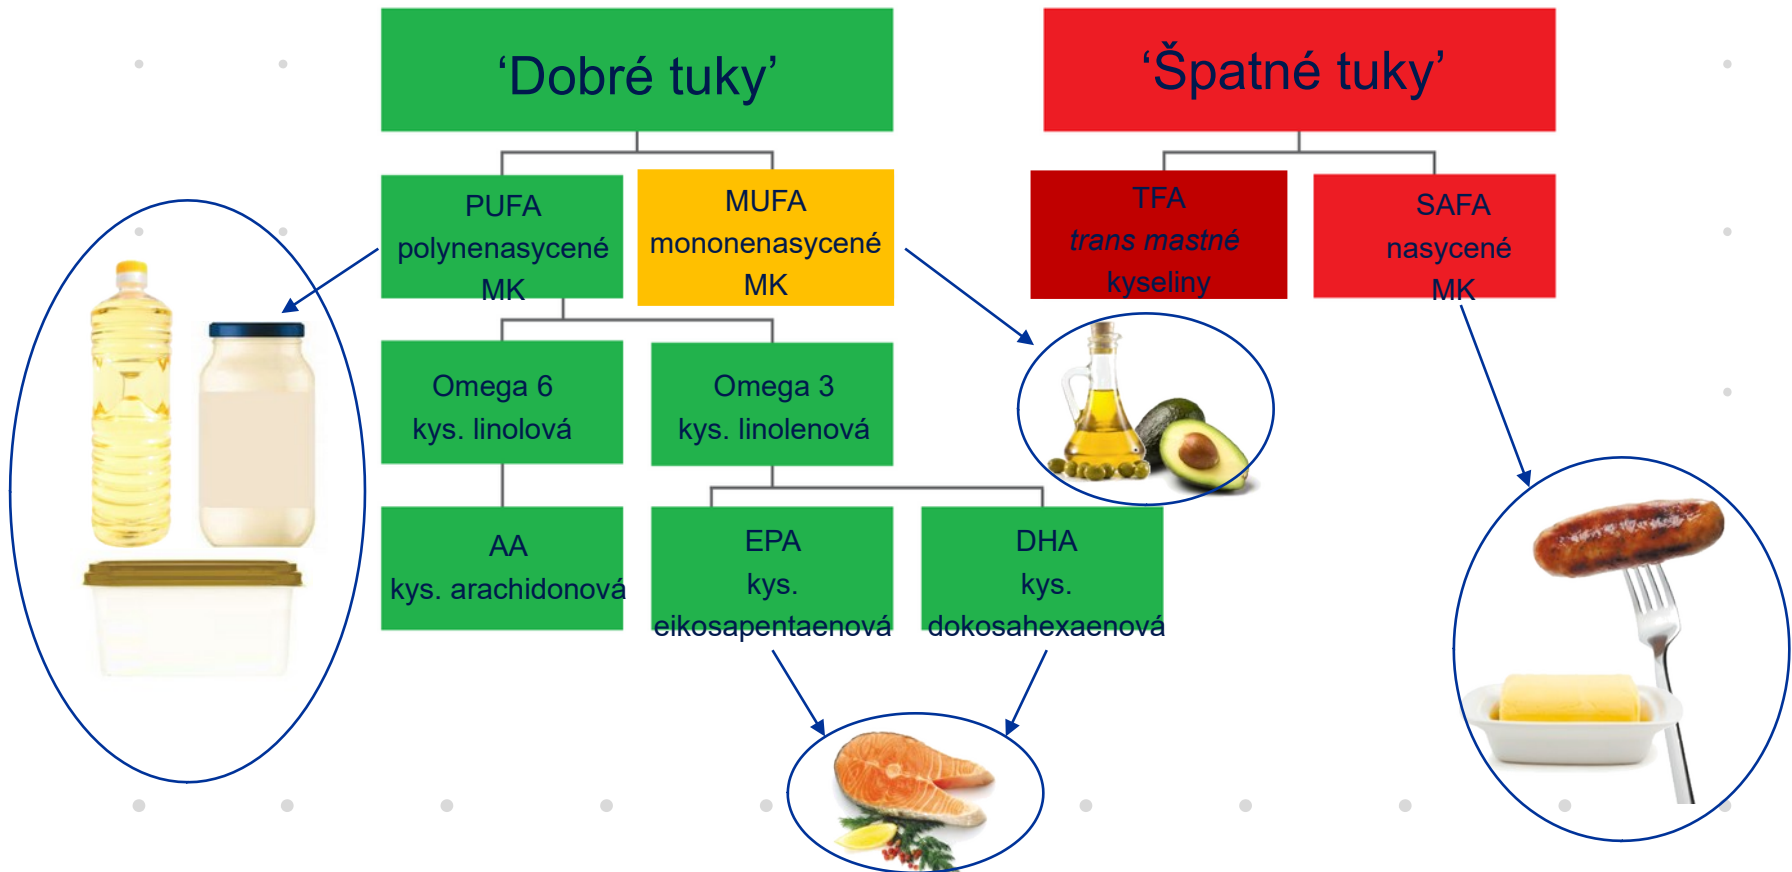 ‘Dobré tuky’
‘Špatné tuky’
PUFA
polynenasycené
MK
MUFA
mononenasycené
MK
TFA
trans mastné
kyseliny
SAFA
nasycené
MK
Omega 6
kys. linolová
Omega 3
kys. linolenová
AA
kys. arachidonová
EPA
kys.
eikosapentaenová
DHA
kys.
dokosahexaenová